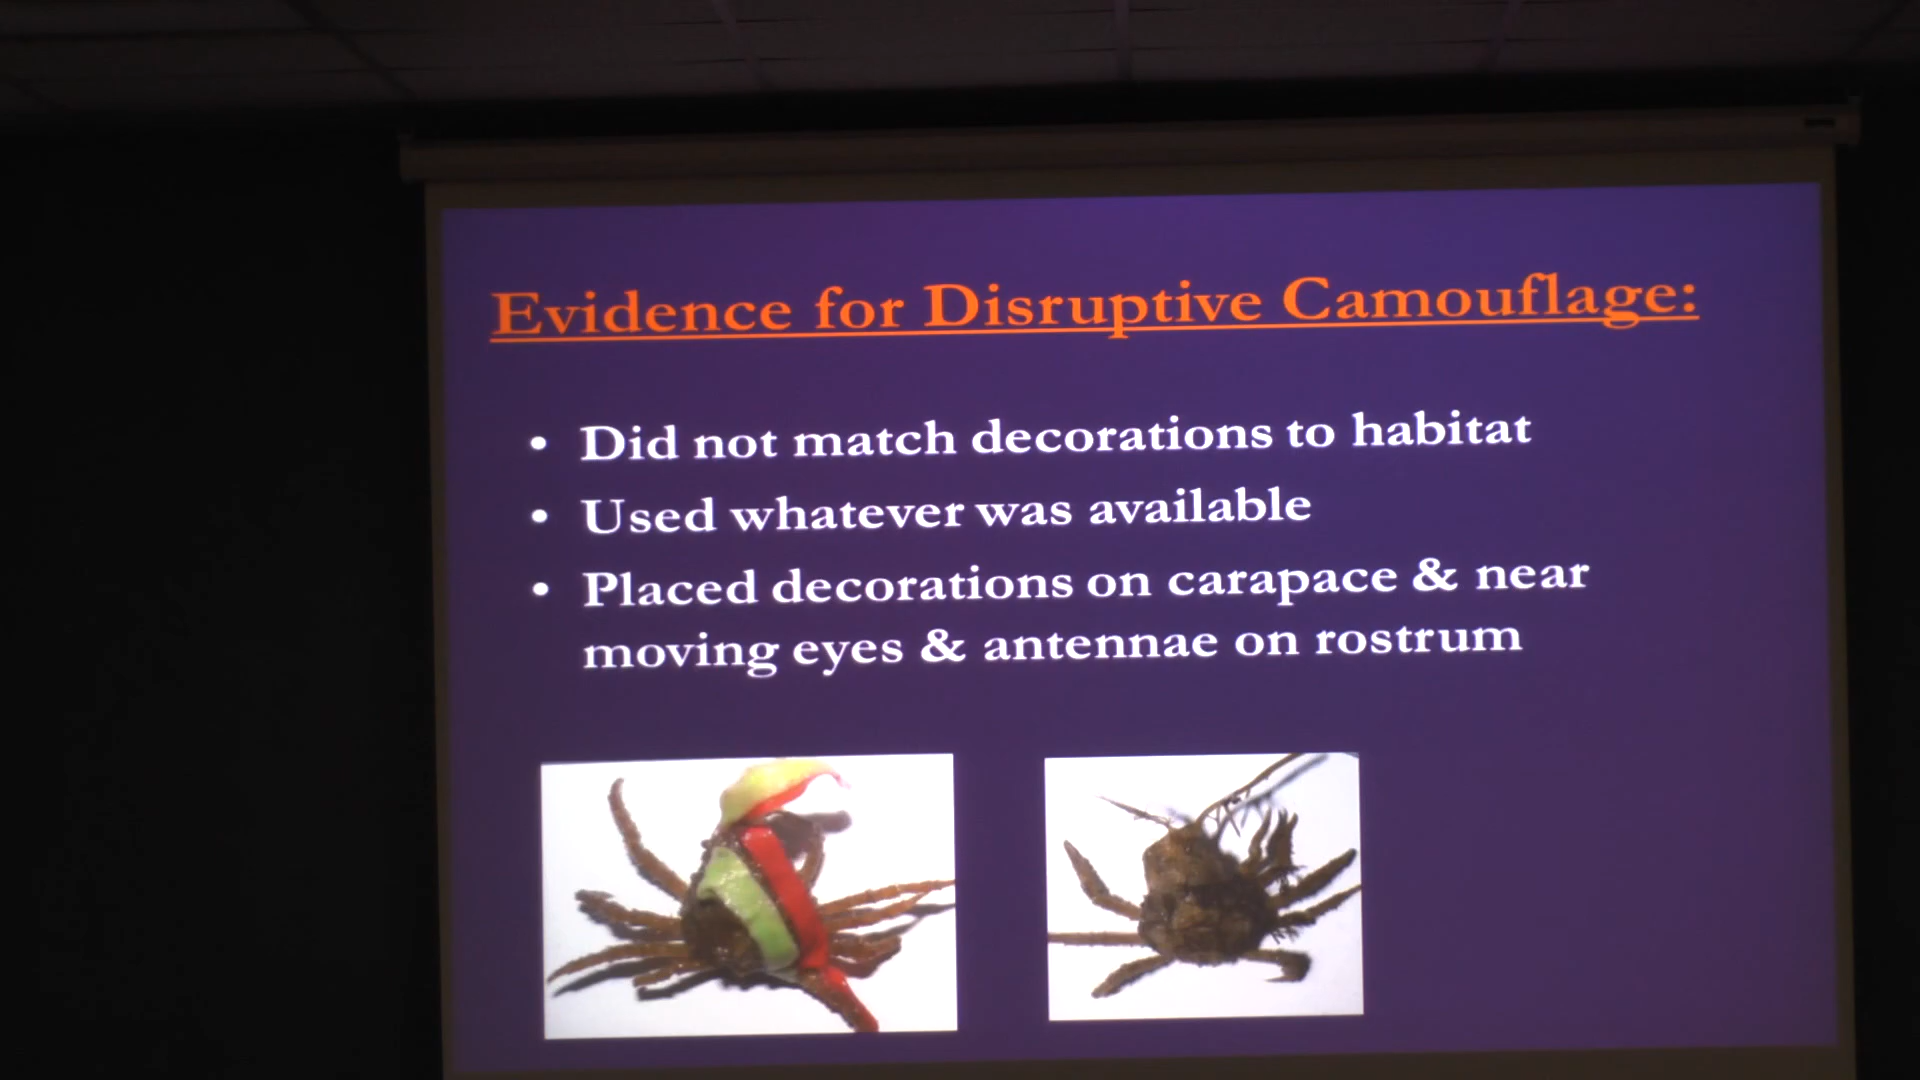 Evidence for Disruptive Camouflage:
• Did not match decorations to habitat
• Used whatever was available
• Placed decorations on carapace & near
moving eyes & antennae on rostrum